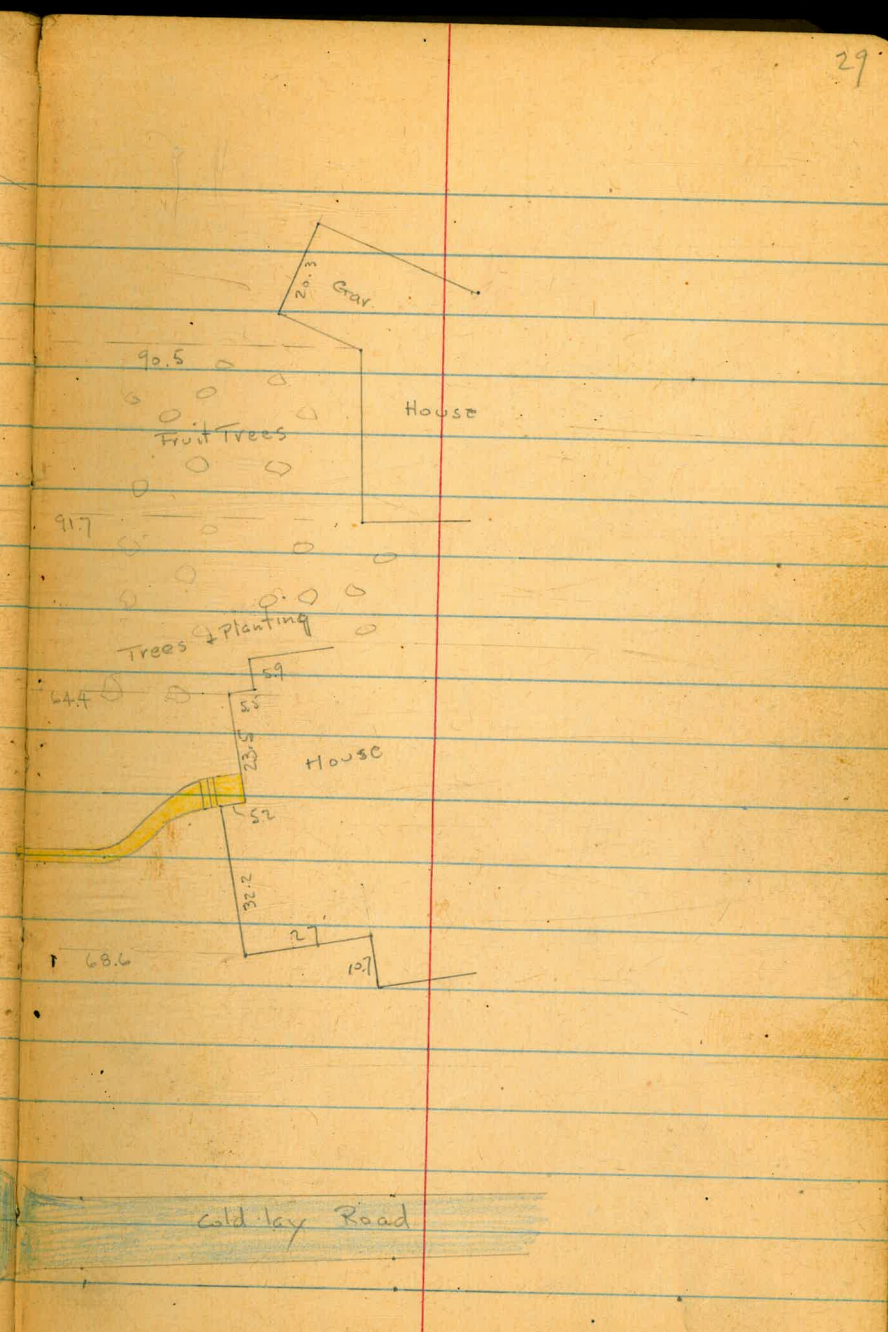 29
20.3
Gar.
90.5
House
Fruit Trees
91.7
Trees & Planting
5.9
64.4
5.5
23.5
House
5.2
32.2
27
10.7
68.6
Cold lay Road